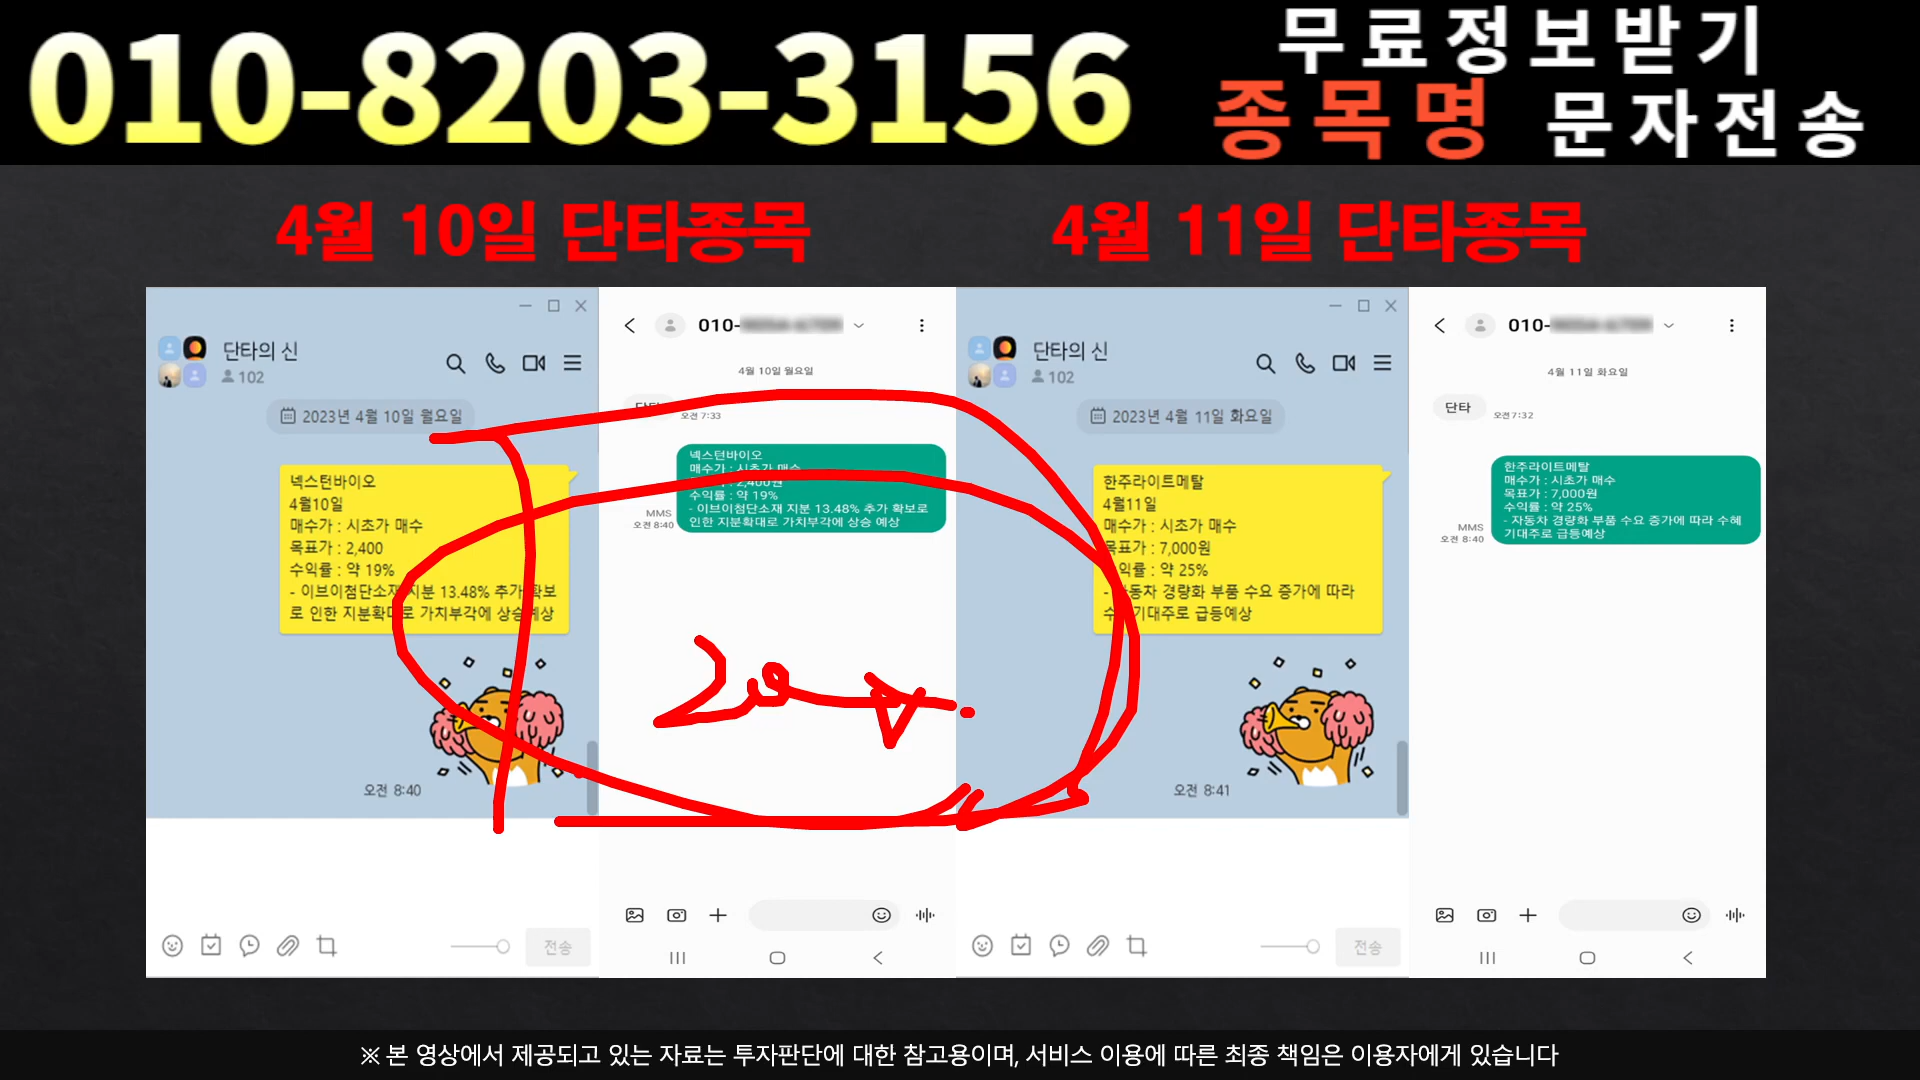 010-8203-3156
무료정보받기
종목명 문자전송
4월 10일 단타종목
4월 11일 단타종목
단타의 신
102
2023년 4월 10일 월요일
넥스턴바이오
4월10일
매수가 : 시초가 매수
목표가 : 2,400
수익률 : 약 19%
- 이브이첨단소재 지분 13.48% 추가 확보
로 인한 지분확대로 가치부각에 상승예상
오전 8:40
전송
010-
4월 10일 월요일
단타
오전 7:33
넥스턴바이오
매수가 : 시초가 매수
2,400원
수익률 : 약 19%
- 이브이첨단소재 지분 13.48% 추가 확보로
인한 지분확대로 가치부각에 상승 예상
MMS
오전 8:40
단타의 신
102
2023년 4월 11일 화요일
한주라이트메탈
4월11일
매수가 : 시초가 매수
목표가 : 7,000원
수익률 : 약 25%
- 자동차 경량화 부품 수요 증가에 따라
수혜기대주로 급등예상
오전 8:41
전송
010-
4월 11일 화요일
단타
오전 7:32
한주라이트메탈
매수가 : 시초가 매수
목표가 : 7,000원
수익률 : 약 25%
- 자동차 경량화 부품 수요 증가에 따라 수혜
기대주로 급등예상
MMS
오전 8:40
※ 본 영상에서 제공되고 있는 자료는 투자판단에 대한 참고용이며, 서비스 이용에 따른 최종 책임은 이용자에게 있습니다